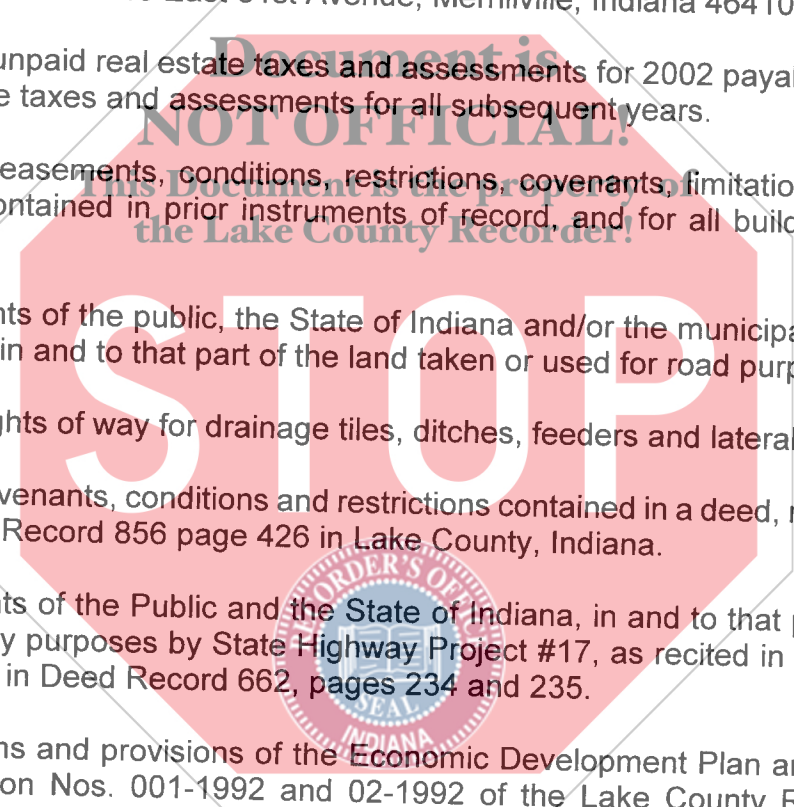 East 81st Avenue, Merrillville, Indiana 46410
unpaid real estate taxes and assessments for 2002 payal
e taxes and assessments for all subsequent years.
easements, conditions, restrictions, covenants, limitatio
ontained in prior instruments of record, and for all build
nts of the public, the State of Indiana and/or the municipa
in and to that part of the land taken or used for road purp
ghts of way for drainage tiles, ditches, feeders and lateral
venants, conditions and restrictions contained in a deed, r
Record 856 page 426 in Lake County, Indiana.
nts of the Public and the State of Indiana, in and to that p
y purposes by State Highway Project #17, as recited in
in Deed Record 662, pages 234 and 235.
ns and provisions of the Economic Development Plan an
on Nos. 001-1992 and 02-1992 of the Lake County
Document is
NOT OFFICIAL!
This Document is the property of
the Lake County Recorder!
STOP
RECORDER'S OFFICE
SEAL
INDIANA